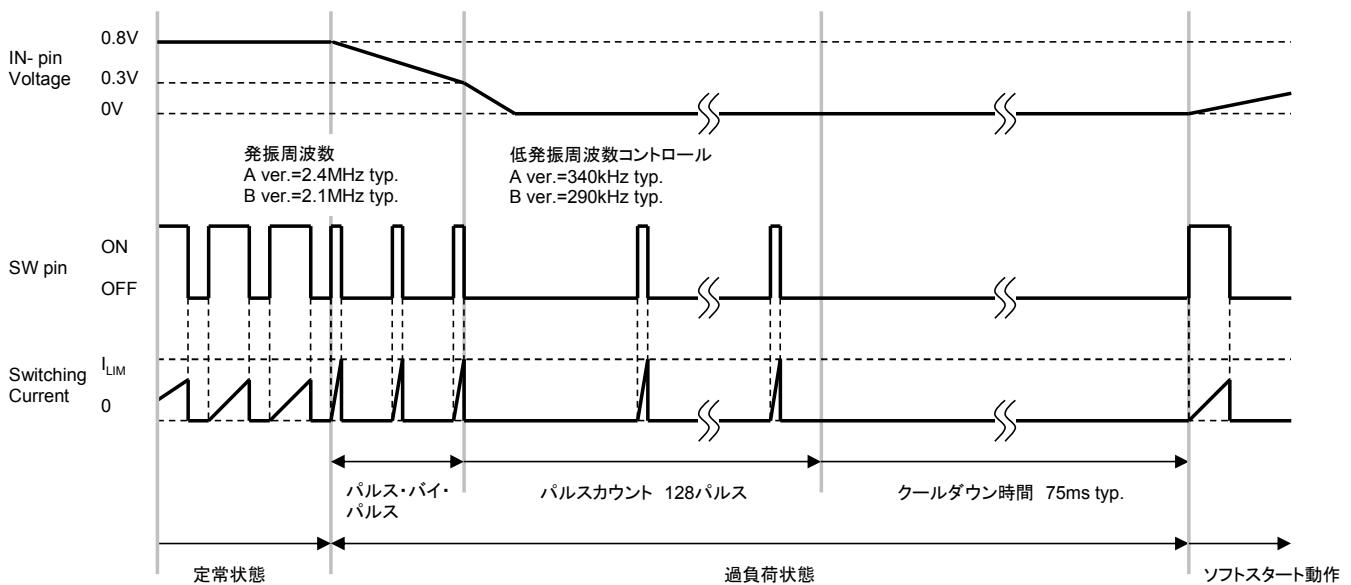 IN- pin
Voltage
0.8V
0.3V
0V
発振周波数
A ver.=2.4MHz typ.
B ver.=2.1MHz typ.
低発振周波数コントロール
A ver.=340kHz typ.
B ver.=290kHz typ.
SW pin
ON
OFF
Switching
Current
ILIM
0
パルス・バイ・
パルス
パルスカウント 128パルス
クールダウン時間 75ms typ.
定常状態
過負荷状態
ソフトスタート動作